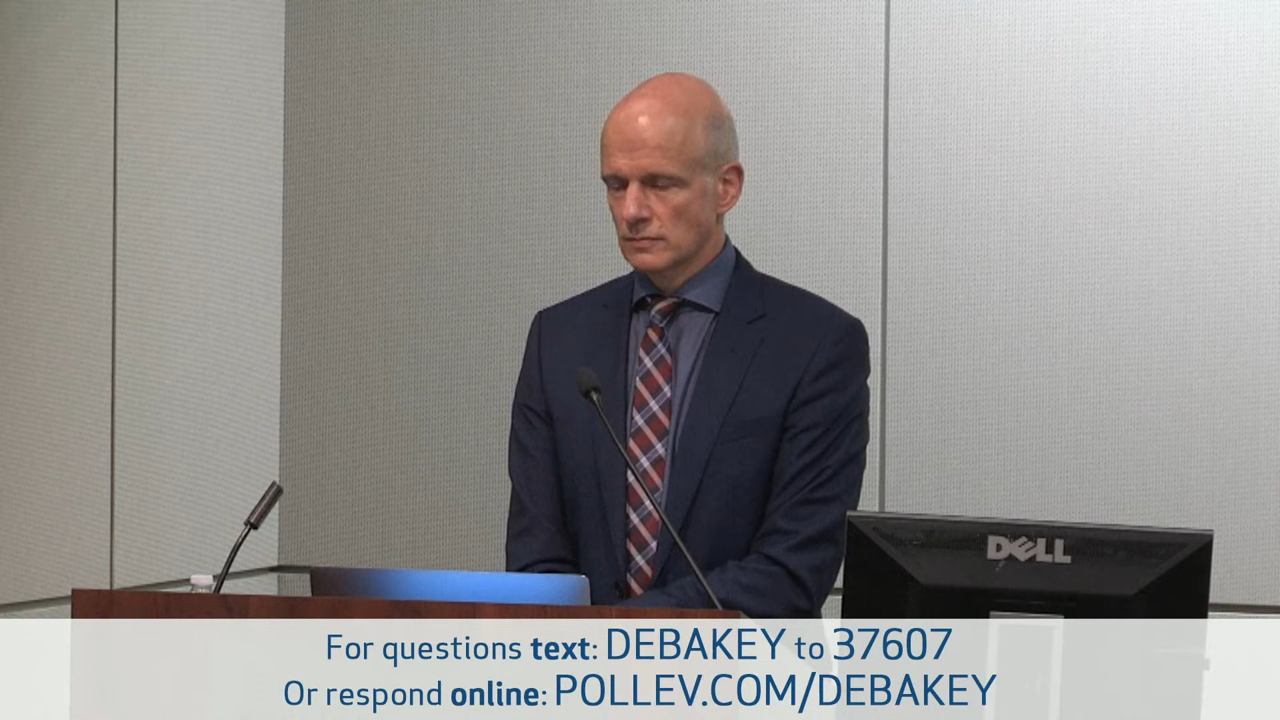 DELL
For questions text: DEBAKEY to 37607
Or respond online: POLLEV.COM/DEBAKEY